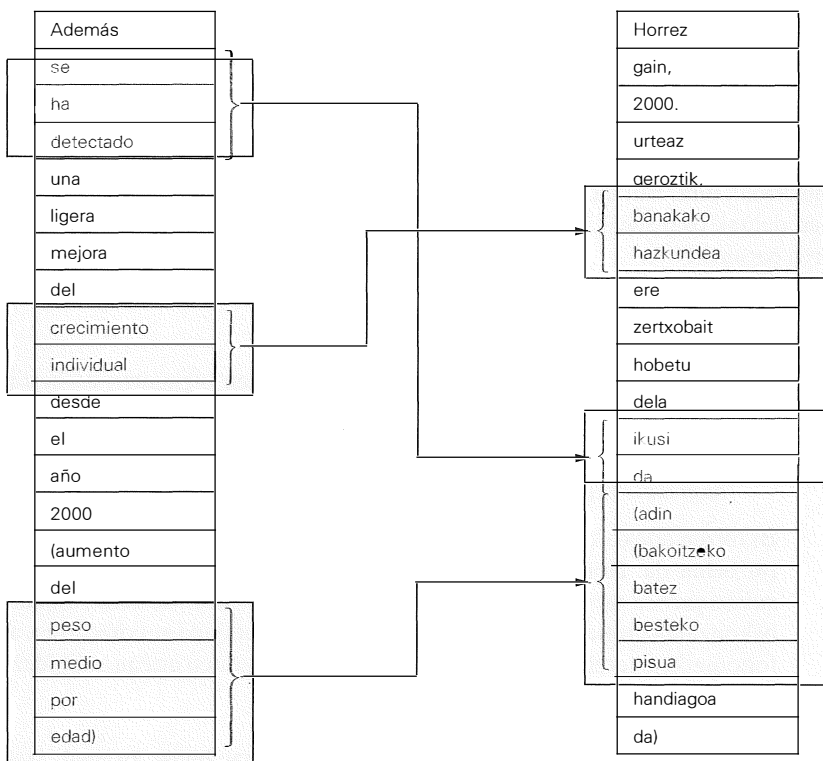 Además
se
ha
detectado
una
ligera
mejora
del
crecimiento
individual
desde
el
año
2000
(aumento
del
peso
medio
por
edad)
Horrez
gain,
2000.
urteaz
geroztik,
banakako
hazkundea
ere
zertxobait
hobetu
dela
ikusi
da
(adin
(bakoitzeko
batez
besteko
pisua
handiagoa
da)